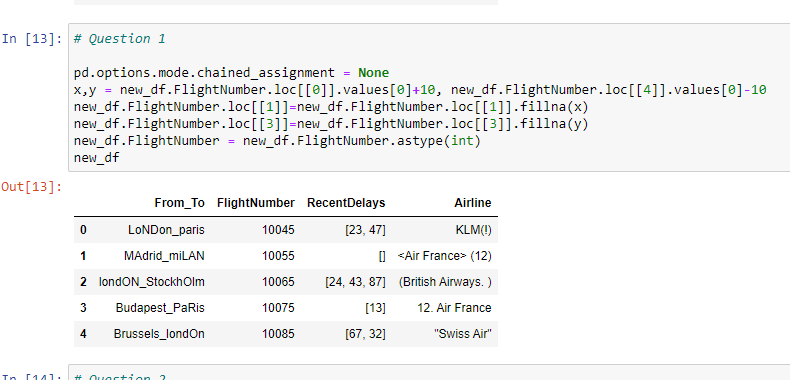 In [13]: # Question 1
pd.options.mode.chained_assignment = None
x,y = new_df.FlightNumber.loc[[0]].values[0]+10, new_df.FlightNumber.loc[[4]].values[0]-10
new_df.FlightNumber.loc[[1]]=new_df.FlightNumber.loc[[1]].fillna(x)
new_df.FlightNumber.loc[[3]]=new_df.FlightNumber.loc[[3]].fillna(y)
new_df.FlightNumber = new_df.FlightNumber.astype(int)
new_df
Out[13]:
From_To FlightNumber RecentDelays Airline
0 LoNDon_paris 10045 [23, 47] KLM(!)
1 MAdrid_miLAN 10055 [] <Air France> (12)
2 londON_StockhOlm 10065 [24, 43, 87] (British Airways. )
3 Budapest_PaRis 10075 [13] 12. Air France
4 Brussels_londOn 10085 [67, 32] "Swiss Air"
In [14]: # Question 2